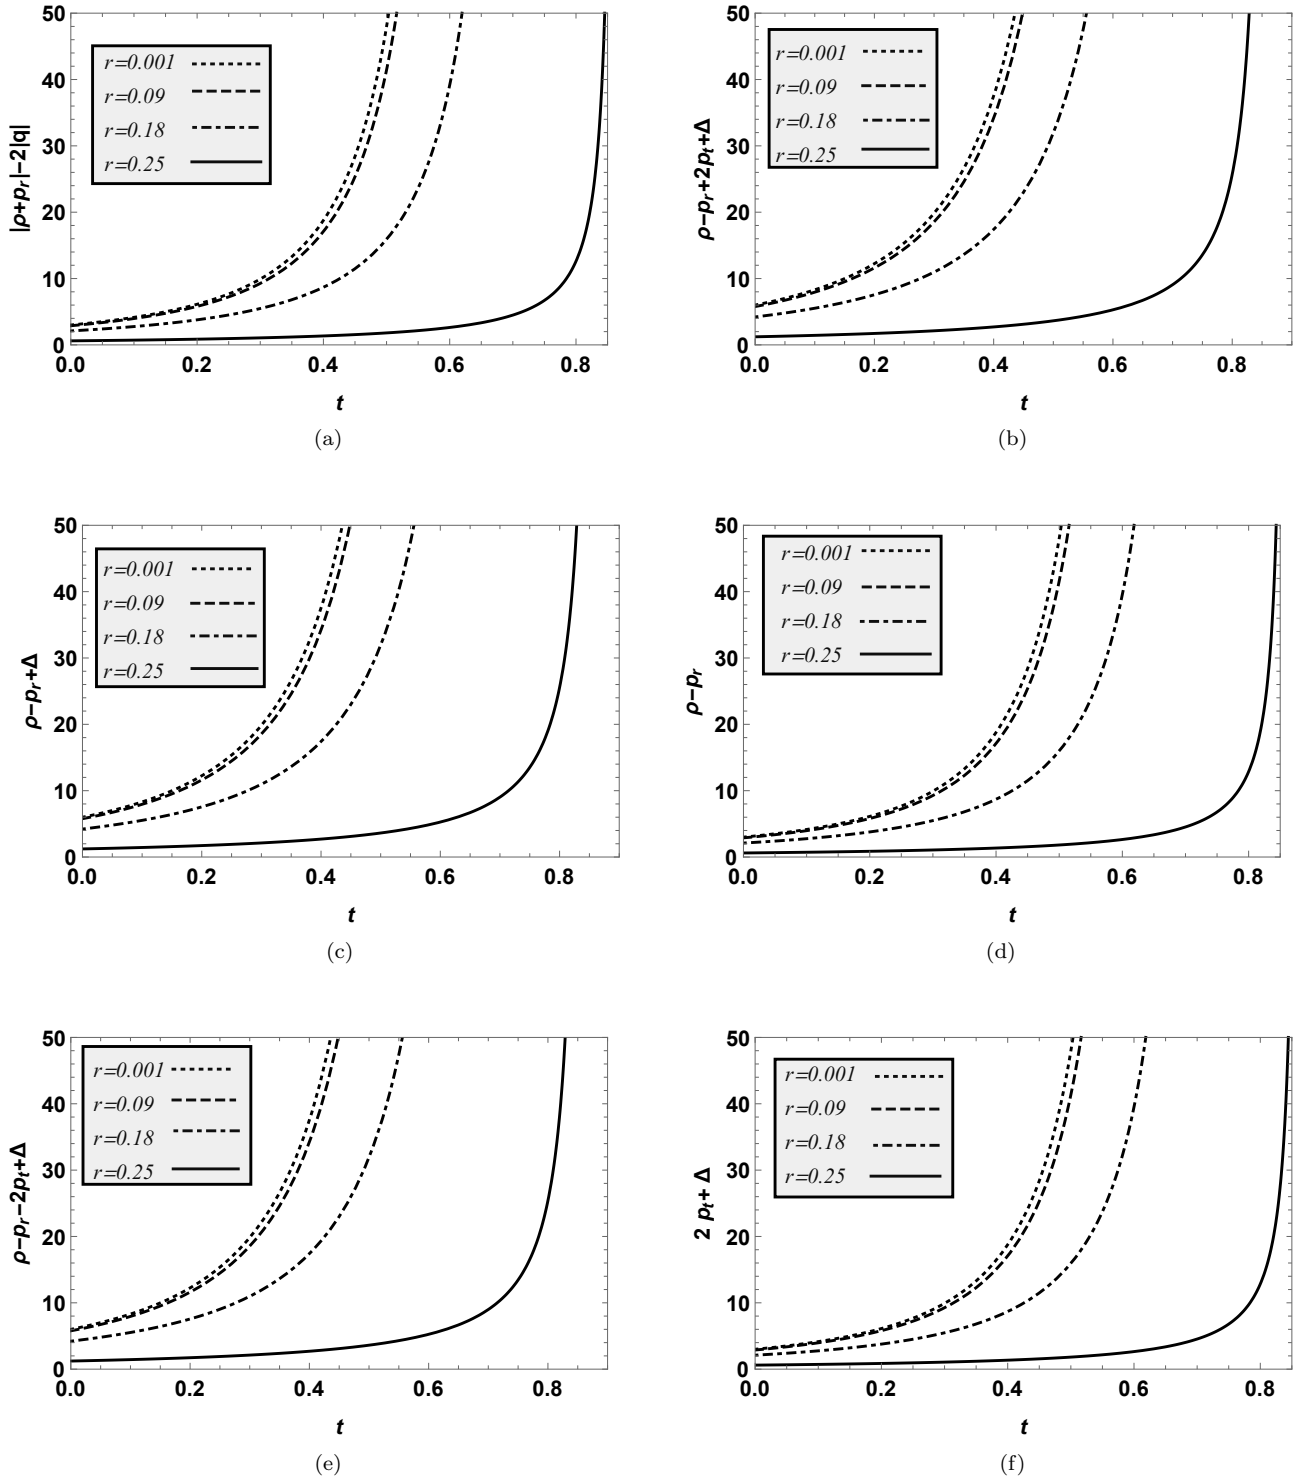 |ρ+p_r|−2|q|
50
40
30
20
10
0
r=0.001
r=0.09
r=0.18
r=0.25
0.0 0.2 0.4 0.6 0.8
t
(a)
ρ−p_r+2p_t+Δ
50
40
30
20
10
0
r=0.001
r=0.09
r=0.18
r=0.25
0.0 0.2 0.4 0.6 0.8
t
(b)
ρ−p_r+Δ
50
40
30
20
10
0
r=0.001
r=0.09
r=0.18
r=0.25
0.0 0.2 0.4 0.6 0.8
t
(c)
ρ−p_r
50
40
30
20
10
0
r=0.001
r=0.09
r=0.18
r=0.25
0.0 0.2 0.4 0.6 0.8
t
(d)
ρ−p_r−2p_t+Δ
50
40
30
20
10
0
r=0.001
r=0.09
r=0.18
r=0.25
0.0 0.2 0.4 0.6 0.8
t
(e)
2 p_t+ Δ
50
40
30
20
10
0
r=0.001
r=0.09
r=0.18
r=0.25
0.0 0.2 0.4 0.6 0.8
t
(f)